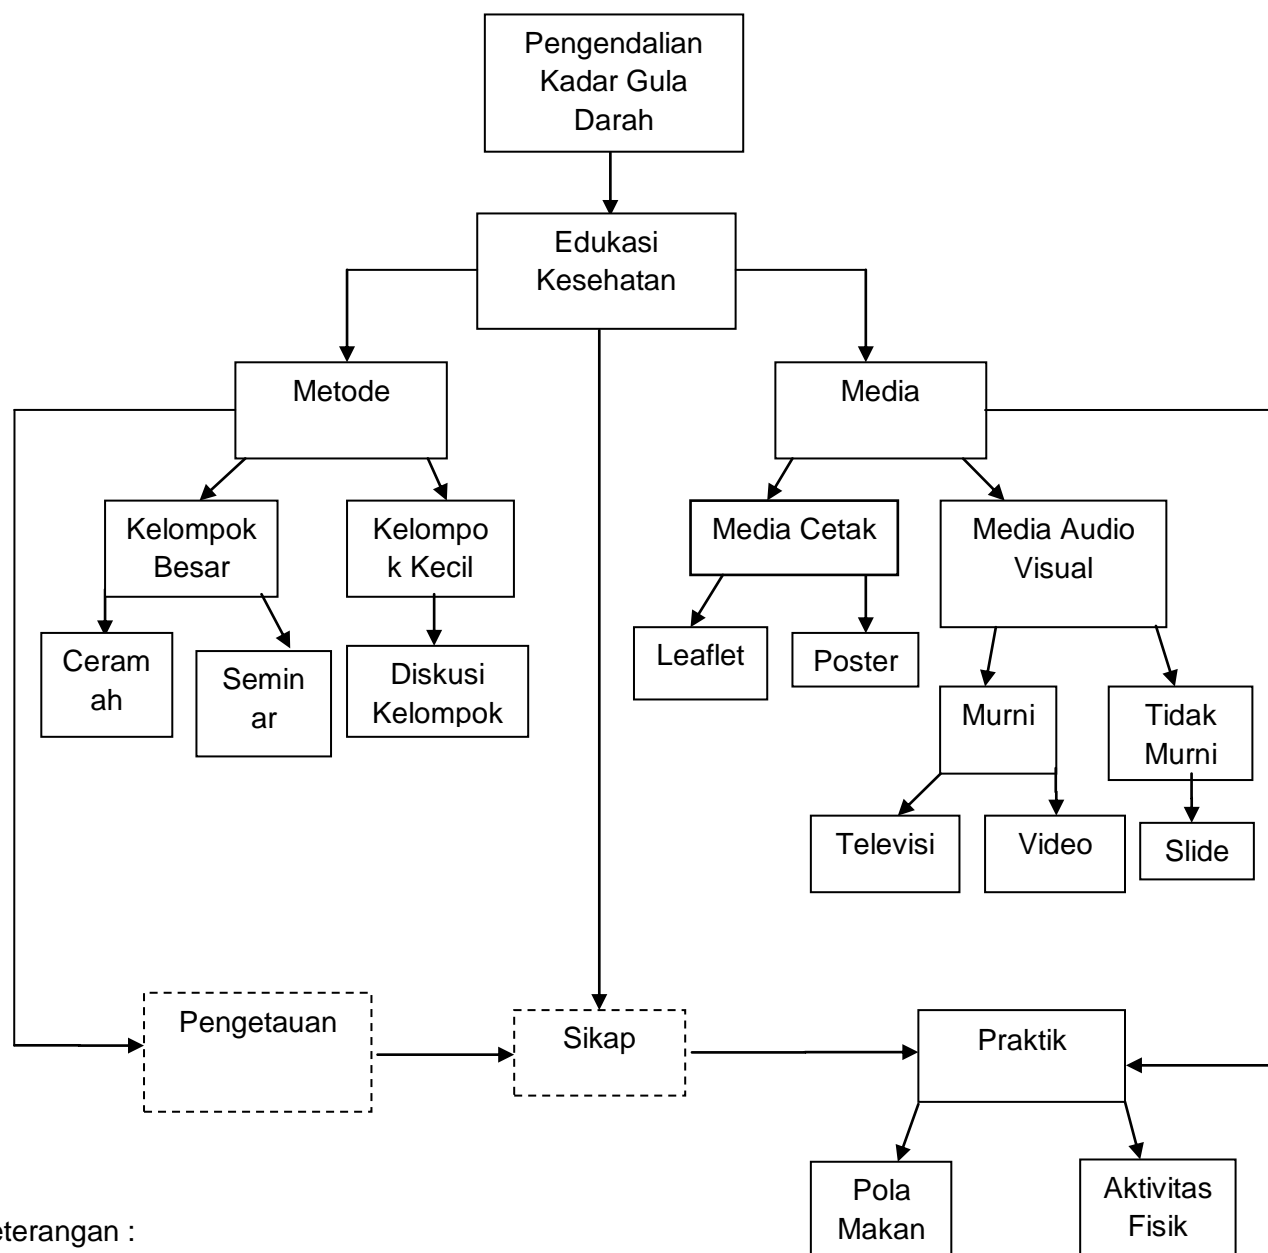 Pengendalian
Kadar Gula
Darah
Edukasi
Kesehatan
Metode
Media
Kelompok
Besar
Kelompo
k Kecil
Media Cetak
Media Audio
Visual
Ceram
ah
Semin
ar
Diskusi
Kelompok
Leaflet
Poster
Murni
Tidak
Murni
Televisi
Video
Slide
Pengetauan
Sikap
Praktik
Pola
Makan
Aktivitas
Fisik
eterangan :